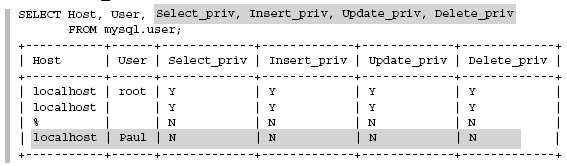 SELECT Host, User, Select_priv, Insert_priv, Update_priv, Delete_priv
FROM mysql.user;
+-----------+------+-------------+-------------+-------------+-------------+
| Host | User | Select_priv | Insert_priv | Update_priv | Delete_priv |
+-----------+------+-------------+-------------+-------------+-------------+
| localhost | root | Y | Y | Y | Y |
| localhost | | Y | Y | Y | Y |
| % | | N | N | N | N |
| localhost | Paul | N | N | N | N |
+-----------+------+-------------+-------------+-------------+-------------+